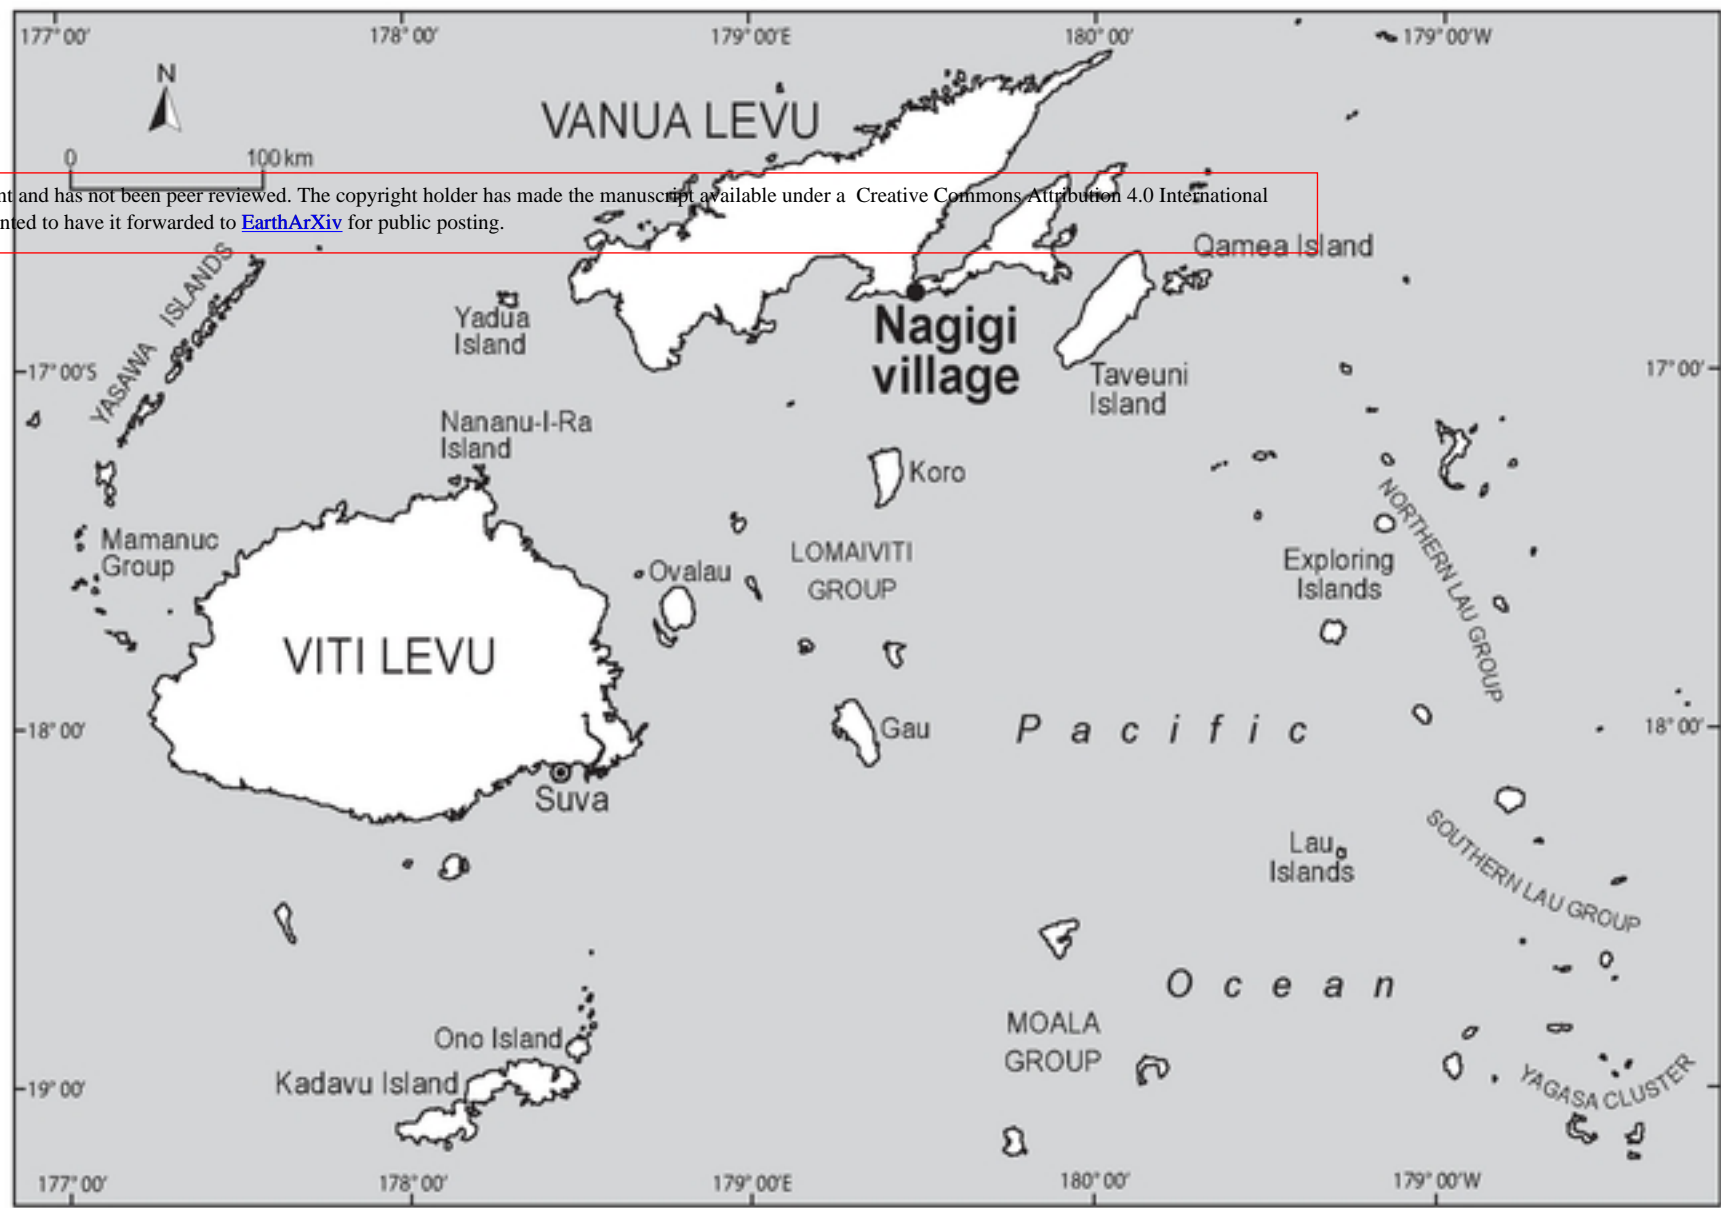 177°00′ 178°00′ 179°00′E 180°00′ 179°00′W
N
0 100 km
VANUA LEVU
nt and has not been peer reviewed. The copyright holder has made the manuscript available under a Creative Commons Attribution 4.0 International
nted to have it forwarded to EarthArXiv for public posting.
Qamea Island
YASAWA ISLANDS
Yadua
Island
Nagigi
village
17°00′S
17°00′
Taveuni
Island
Nananu-I-Ra
Island
Koro
NORTHERN LAU GROUP
Mamanuc
Group
LOMAIVITI
GROUP
Ovalau
Exploring
Islands
VITI LEVU
Gau
Pacific
18°00′
18°00′
Suva
Lau
Islands
SOUTHERN LAU GROUP
Ocean
MOALA
GROUP
Ono Island
Kadavu Island
19°00′
YAGASA CLUSTER
177°00′ 178°00′ 179°00′E 180°00′ 179°00′W